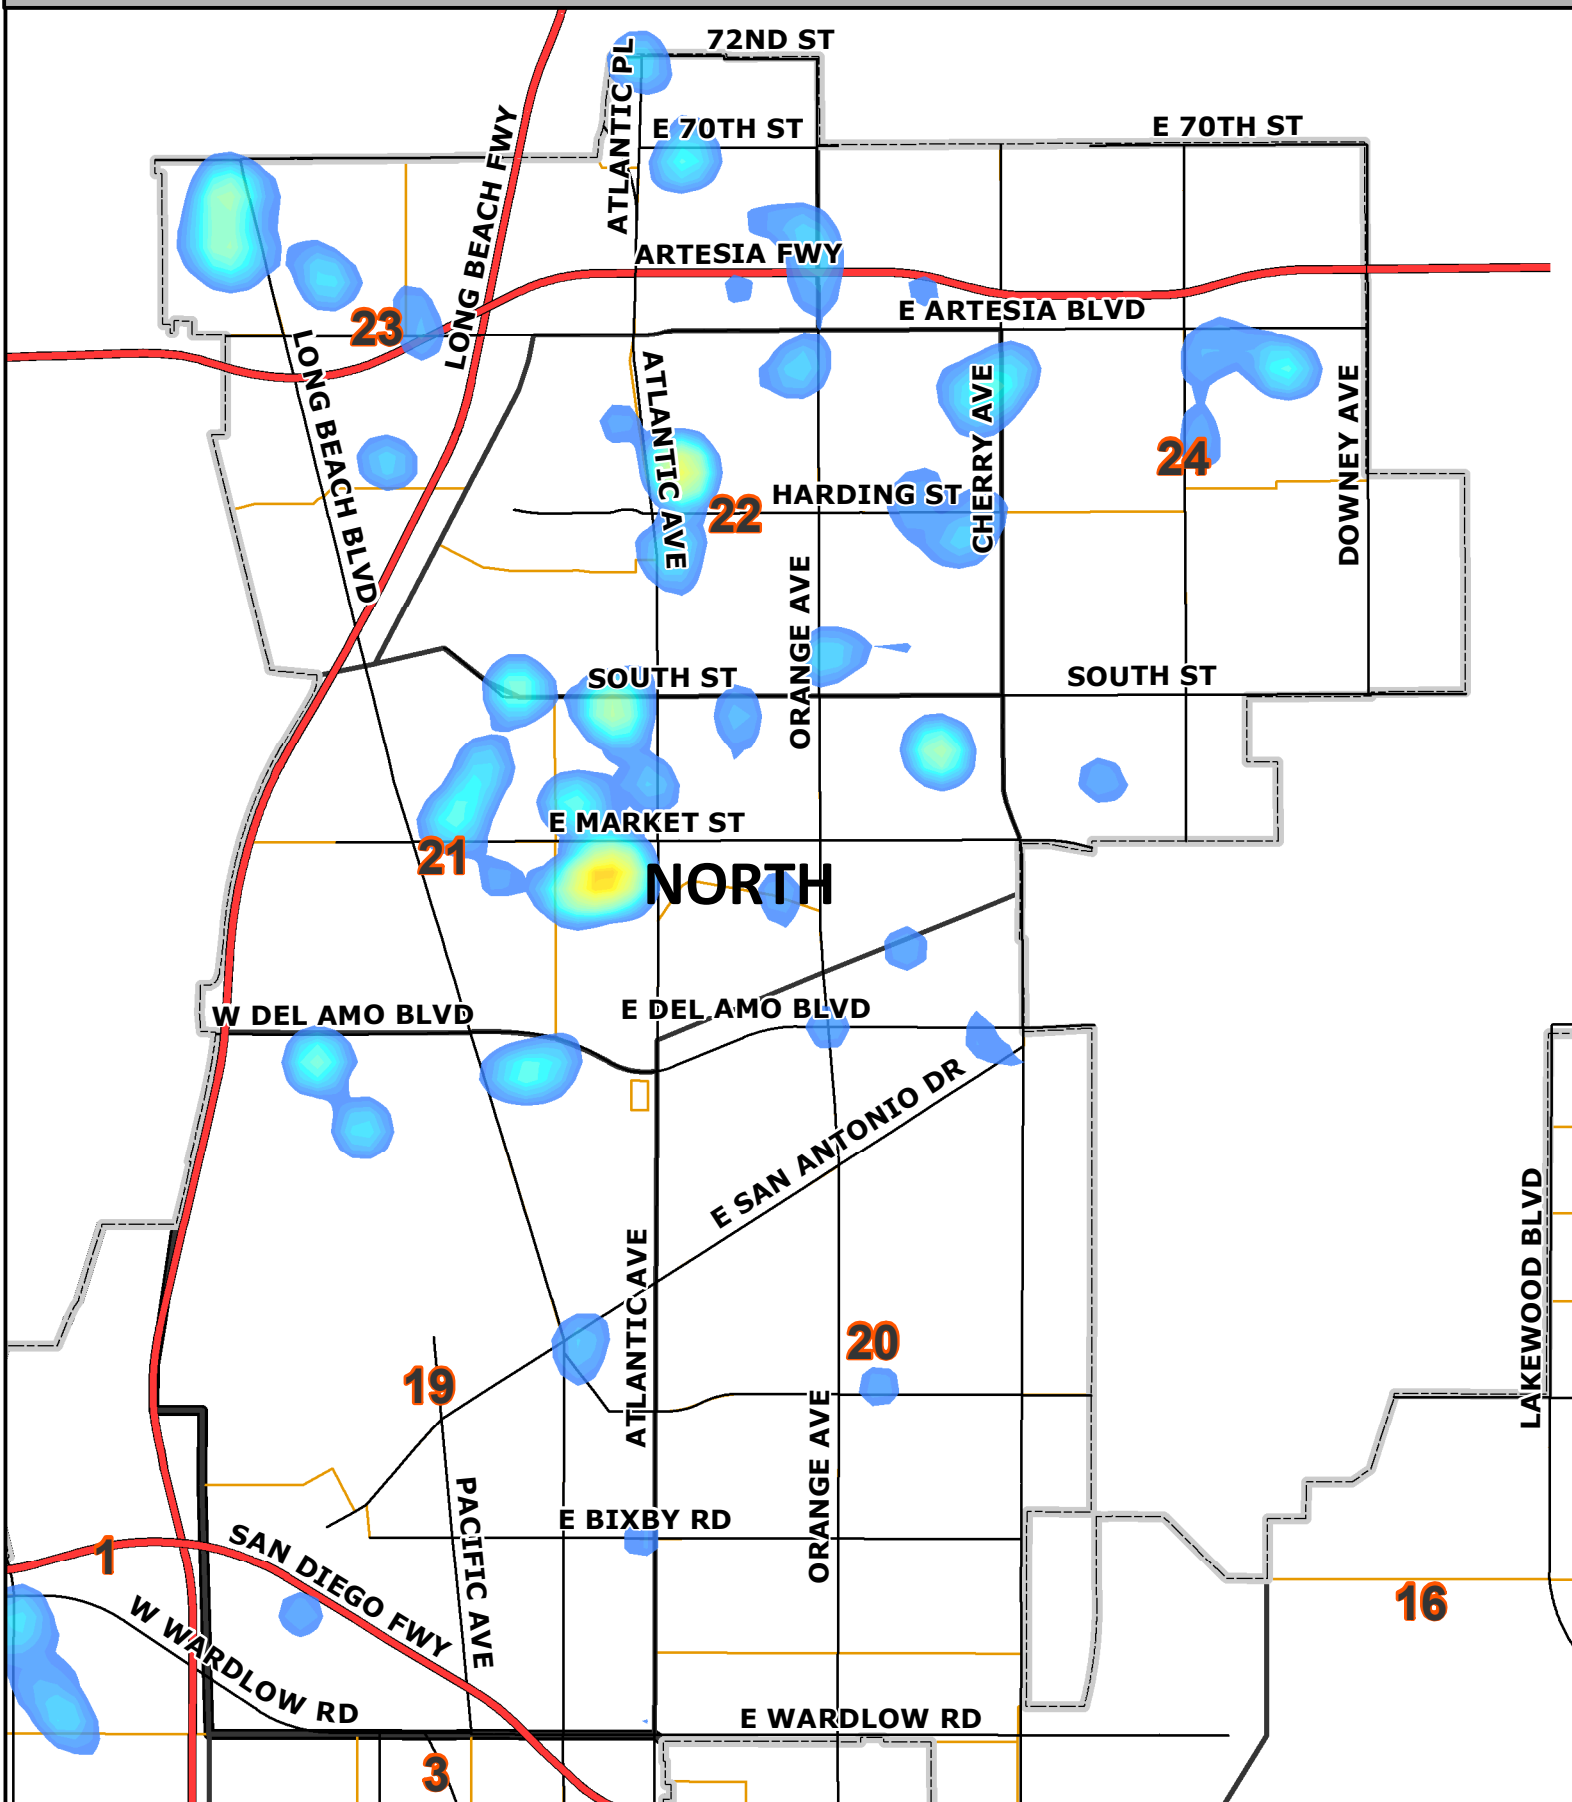 72ND ST
ATLANTIC PL
E 70TH ST
E 70TH ST
LONG BEACH FWY
ARTESIA FWY
E ARTESIA BLVD
23
LONG BEACH BLVD
ATLANTIC AVE
CHERRY AVE
DOWNEY AVE
24
HARDING ST
22
ORANGE AVE
SOUTH ST
SOUTH ST
E MARKET ST
21
NORTH
W DEL AMO BLVD
E DEL AMO BLVD
E SAN ANTONIO DR
LAKEWOOD BLVD
ATLANTIC AVE
20
19
ORANGE AVE
PACIFIC AVE
E BIXBY RD
1
SAN DIEGO FWY
16
W WARDLOW RD
E WARDLOW RD
3